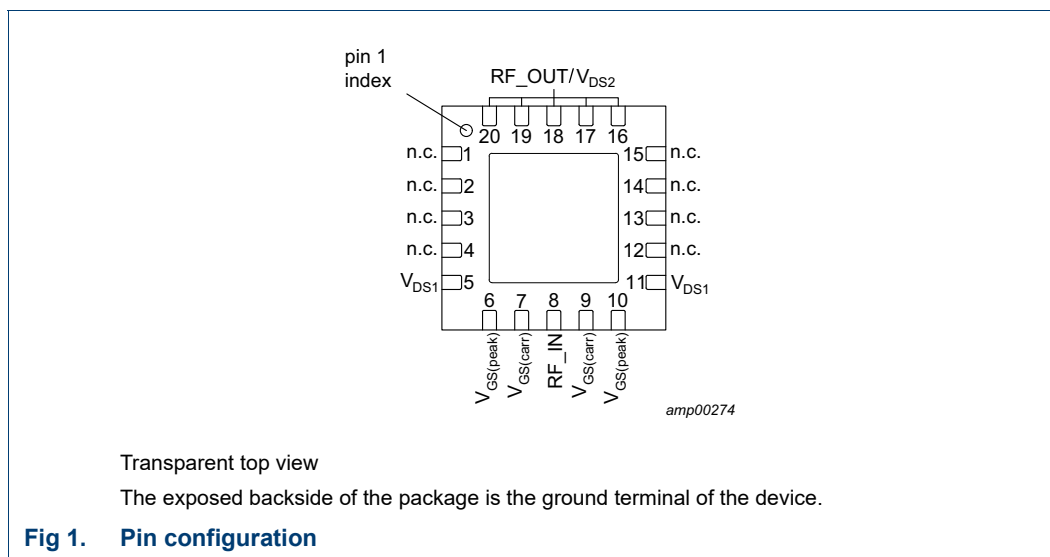 pin 1
index
RF_OUT/VDS2
20 19 18 17 16
n.c. 1 15 n.c.
n.c. 2 14 n.c.
n.c. 3 13 n.c.
n.c. 4 12 n.c.
VDS1 5 11 VDS1
6 7 8 9 10
VGS(peak) VGS(carr) RF_IN VGS(carr) VGS(peak)
amp00274
Transparent top view
The exposed backside of the package is the ground terminal of the device.
Fig 1. Pin configuration